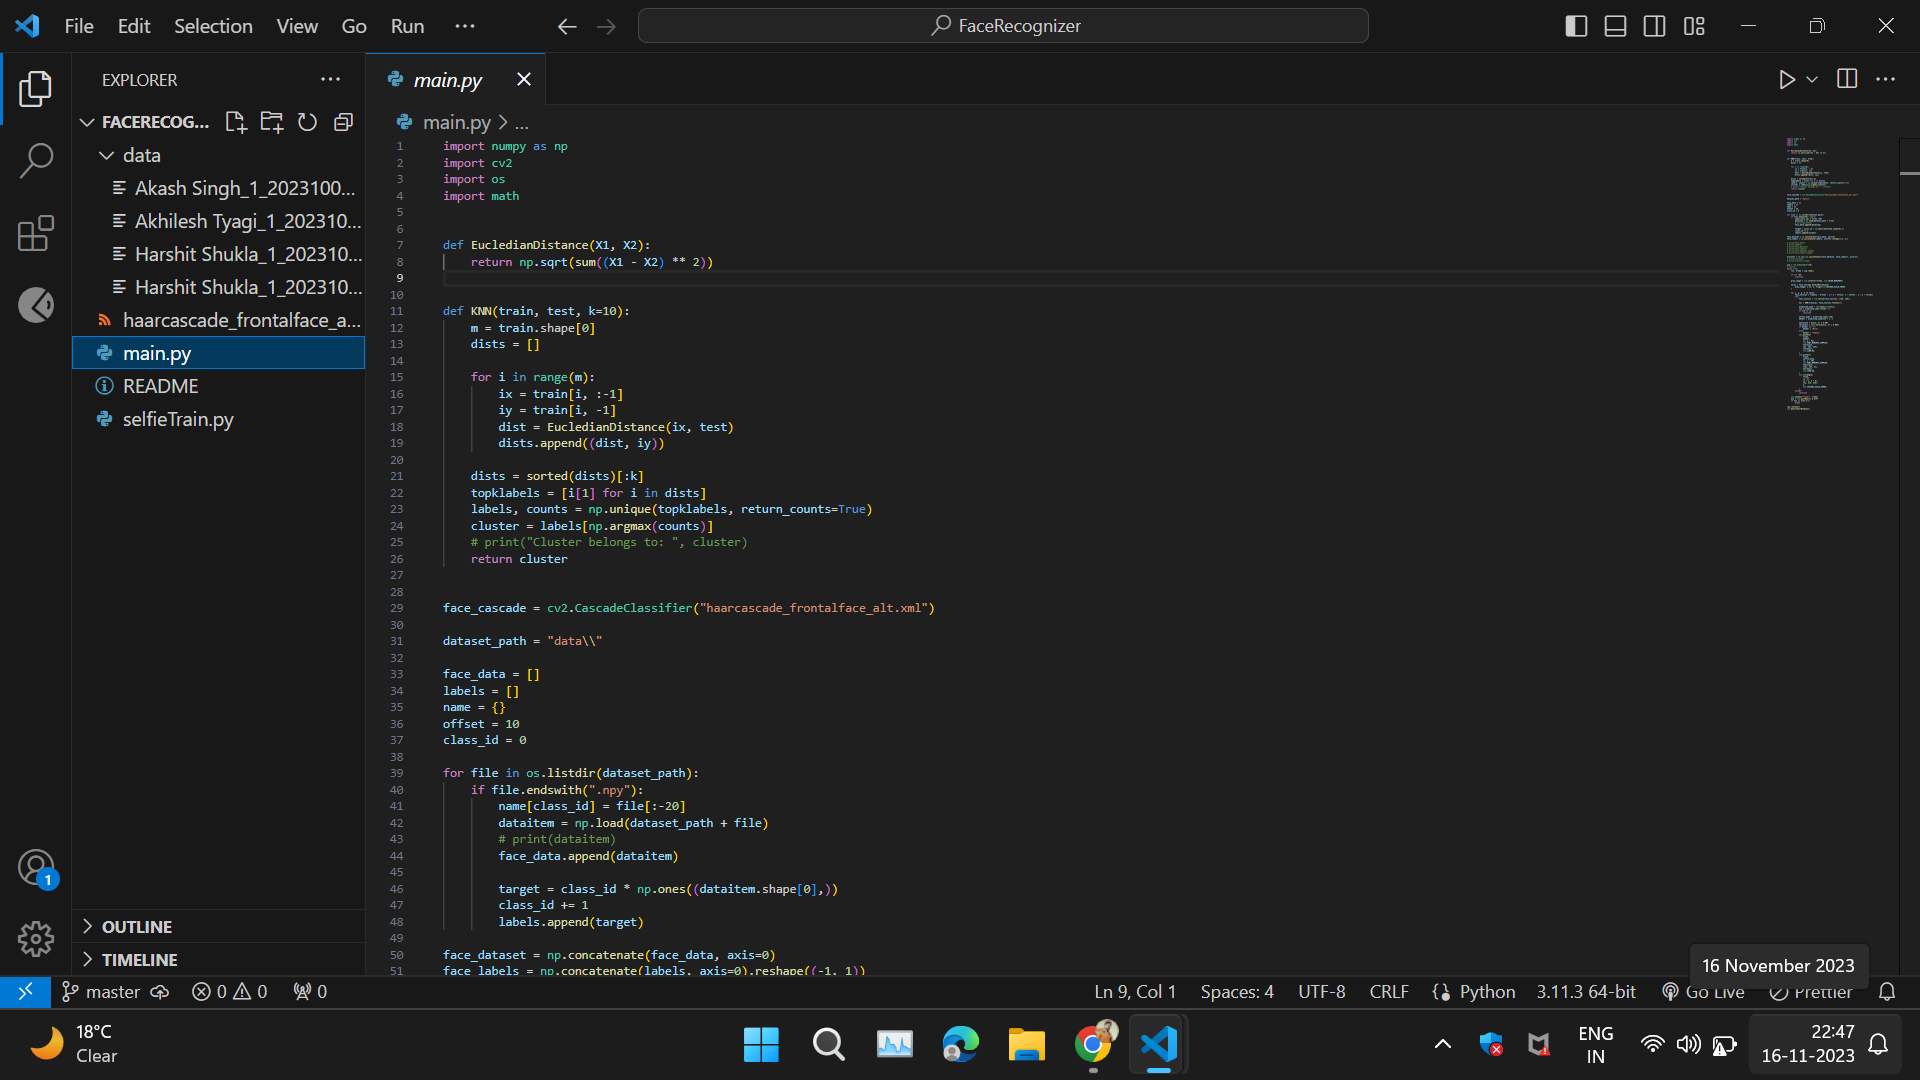 File Edit Selection View Go Run ...
FaceRecognizer
EXPLORER
main.py
FACERECOG...
main.py > ...
data
Akash Singh_1_2023100...
Akhilesh Tyagi_1_202310...
Harshit Shukla_1_202310...
Harshit Shukla_1_202310...
haarcascade_frontalface_a...
main.py
README
selfieTrain.py
OUTLINE
TIMELINE
1 import numpy as np
2 import cv2
3 import os
4 import math
5
6
7 def EucledianDistance(X1, X2):
8     return np.sqrt(sum((X1 - X2) ** 2))
9
10
11 def KNN(train, test, k=10):
12     m = train.shape[0]
13     dists = []
14
15     for i in range(m):
16         ix = train[i, :-1]
17         iy = train[i, -1]
18         dist = EucledianDistance(ix, test)
19         dists.append((dist, iy))
20
21     dists = sorted(dists)[:k]
22     topklabels = [i[1] for i in dists]
23     labels, counts = np.unique(topklabels, return_counts=True)
24     cluster = labels[np.argmax(counts)]
25     # print("Cluster belongs to: ", cluster)
26     return cluster
27
28
29 face_cascade = cv2.CascadeClassifier("haarcascade_frontalface_alt.xml")
30
31 dataset_path = "data\\"
32
33 face_data = []
34 labels = []
35 name = {}
36 offset = 10
37 class_id = 0
38
39 for file in os.listdir(dataset_path):
40     if file.endswith(".npy"):
41         name[class_id] = file[:-20]
42         dataitem = np.load(dataset_path + file)
43         # print(dataitem)
44         face_data.append(dataitem)
45
46         target = class_id * np.ones((dataitem.shape[0],))
47         class_id += 1
48         labels.append(target)
49
50 face_dataset = np.concatenate(face_data, axis=0)
51 face_labels = np.concatenate(labels, axis=0).reshape((-1, 1))
1
16 November 2023
master 0 0 0 Ln 9, Col 1 Spaces: 4 UTF-8 CRLF Python 3.11.3 64-bit Go Live Prettier
18°C
Clear
ENG
IN
22:47
16-11-2023